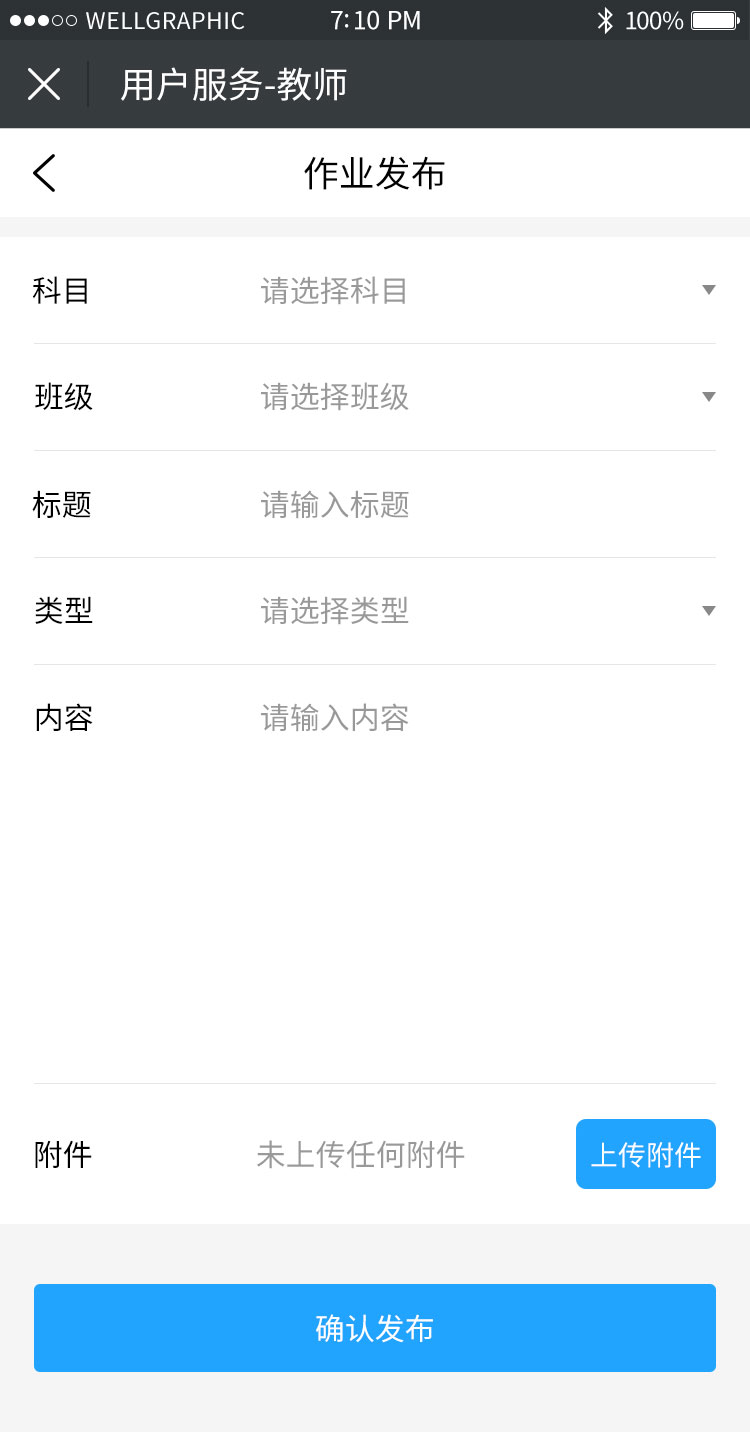 WELLGRAPHIC 7:10 PM 100%
用户服务-教师
作业发布
科目 请选择科目
班级 请选择班级
标题 请输入标题
类型 请选择类型
内容 请输入内容
附件 未上传任何附件 上传附件
确认发布